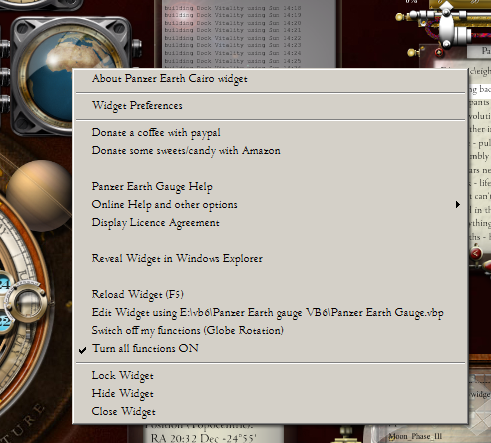 building Dock Vitality using Sun 14:18
building Dock Vitality using Sun 14:19
building Dock Vitality using Sun 14:20
building Dock Vitality using Sun 14:21
building Dock Vitality using Sun 14:22
building Dock Vitality using Sun 14:23
building Dock Vitality using Sun 14:24
building Dock Vitality using Sun 14:25
About Panzer Earth Cairo widget
Widget Preferences
Donate a coffee with paypal
Donate some sweets/candy with Amazon
Panzer Earth Gauge Help
Online Help and other options
Display Licence Agreement
Reveal Widget in Windows Explorer
Reload Widget (F5)
Edit Widget using E:\vb6\Panzer Earth gauge VB6\Panzer Earth Gauge.vbp
Switch off my functions (Globe Rotation)
Turn all functions ON
Lock Widget
Hide Widget
Close Widget
RA 20:32 Dec -24°55'
Moon_Phase_III